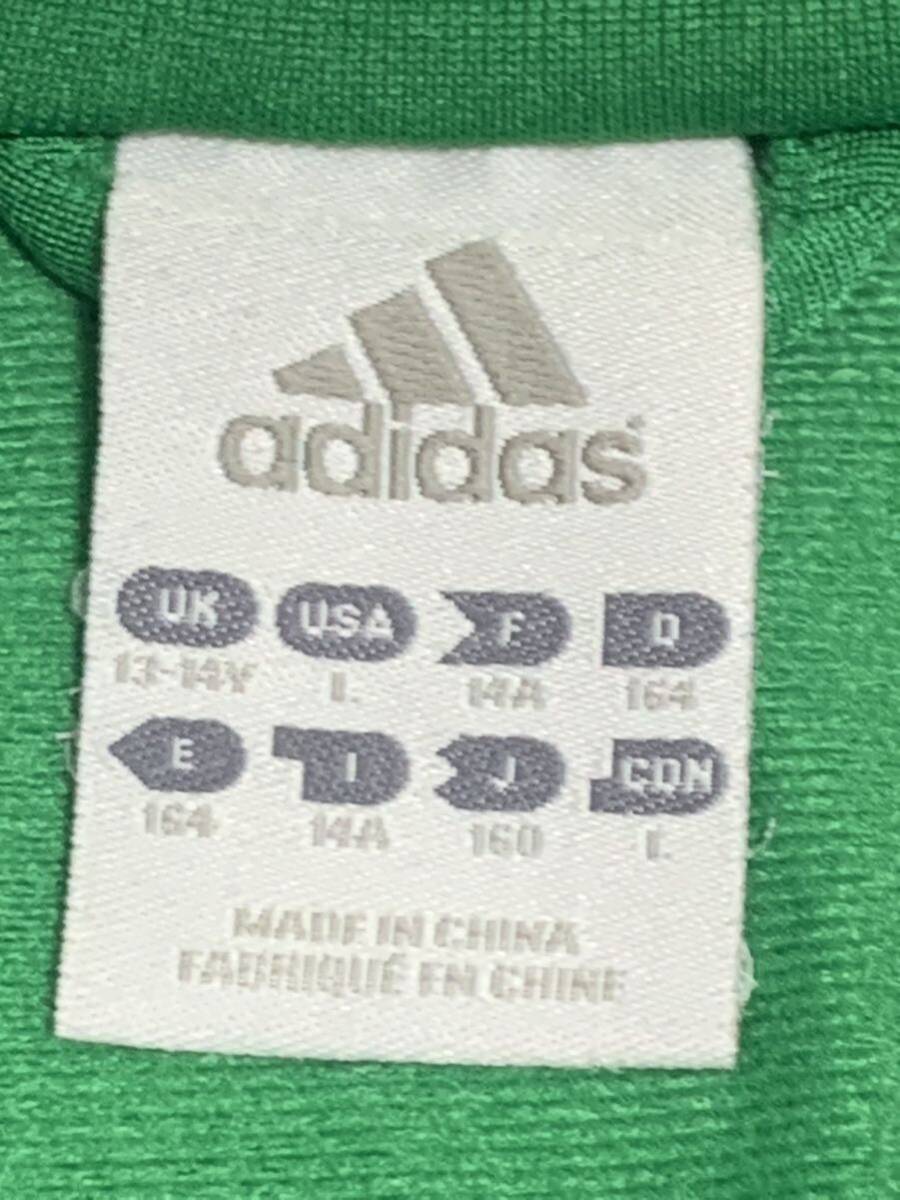 adidas
UK USA F D
13-14Y L 14A 164
E I J CDN
164 14A 160 L
MADE IN CHINA
FABRIQUÉ EN CHINE